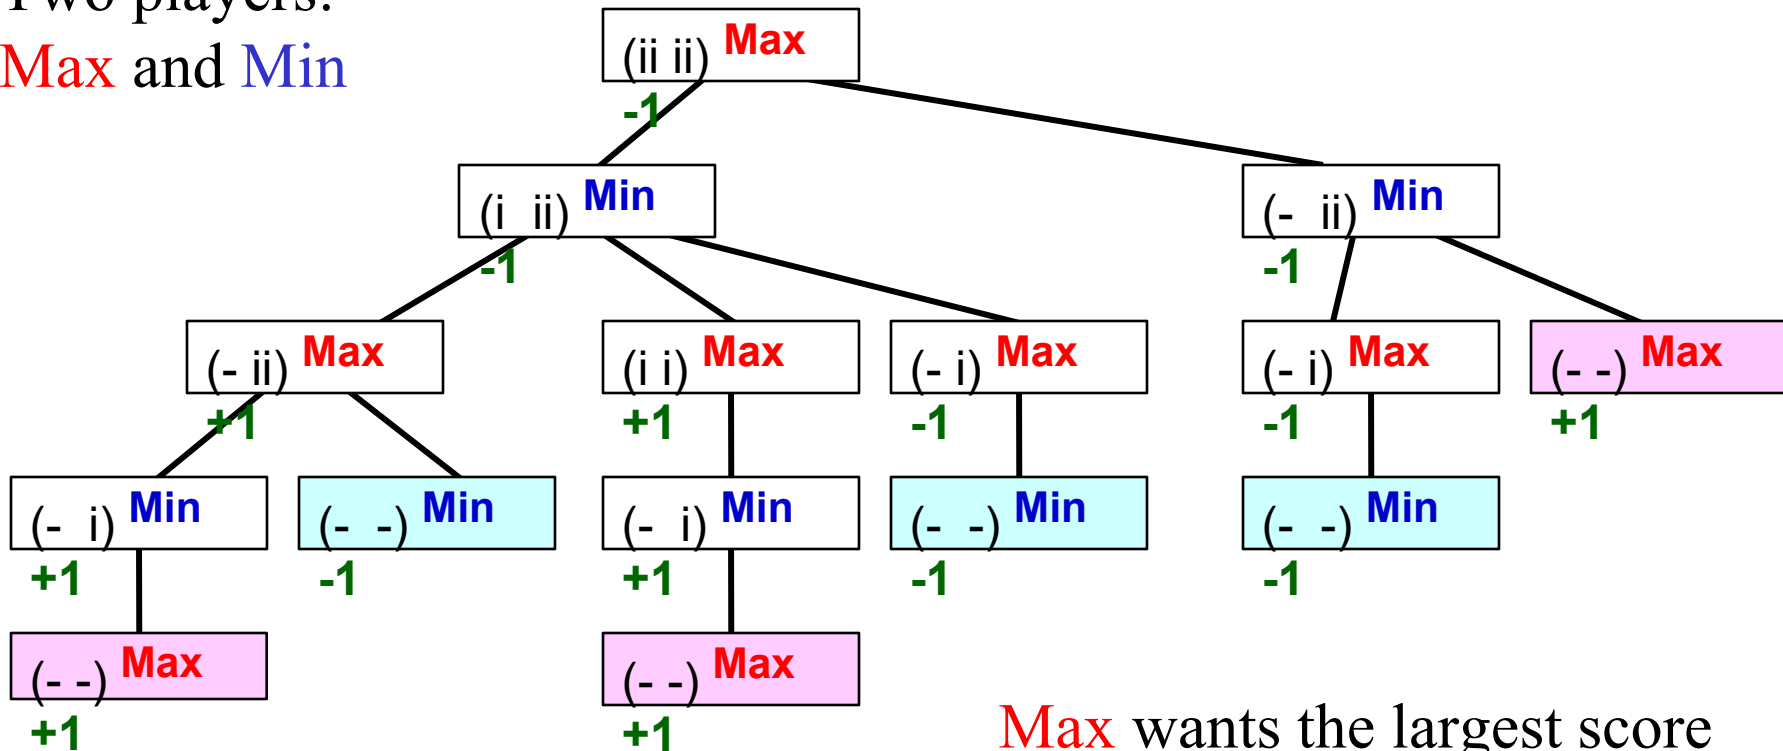 Two players:
Max and Min
(ii ii) Max
-1
(i ii) Min
-1
(- ii) Min
-1
(- ii) Max
+1
(i i) Max
+1
(- i) Max
-1
(- i) Max
-1
(- -) Max
+1
(- i) Min
+1
(- -) Min
-1
(- i) Min
+1
(- -) Min
-1
(- -) Min
-1
(- -) Max
+1
(- -) Max
+1
Max wants the largest score